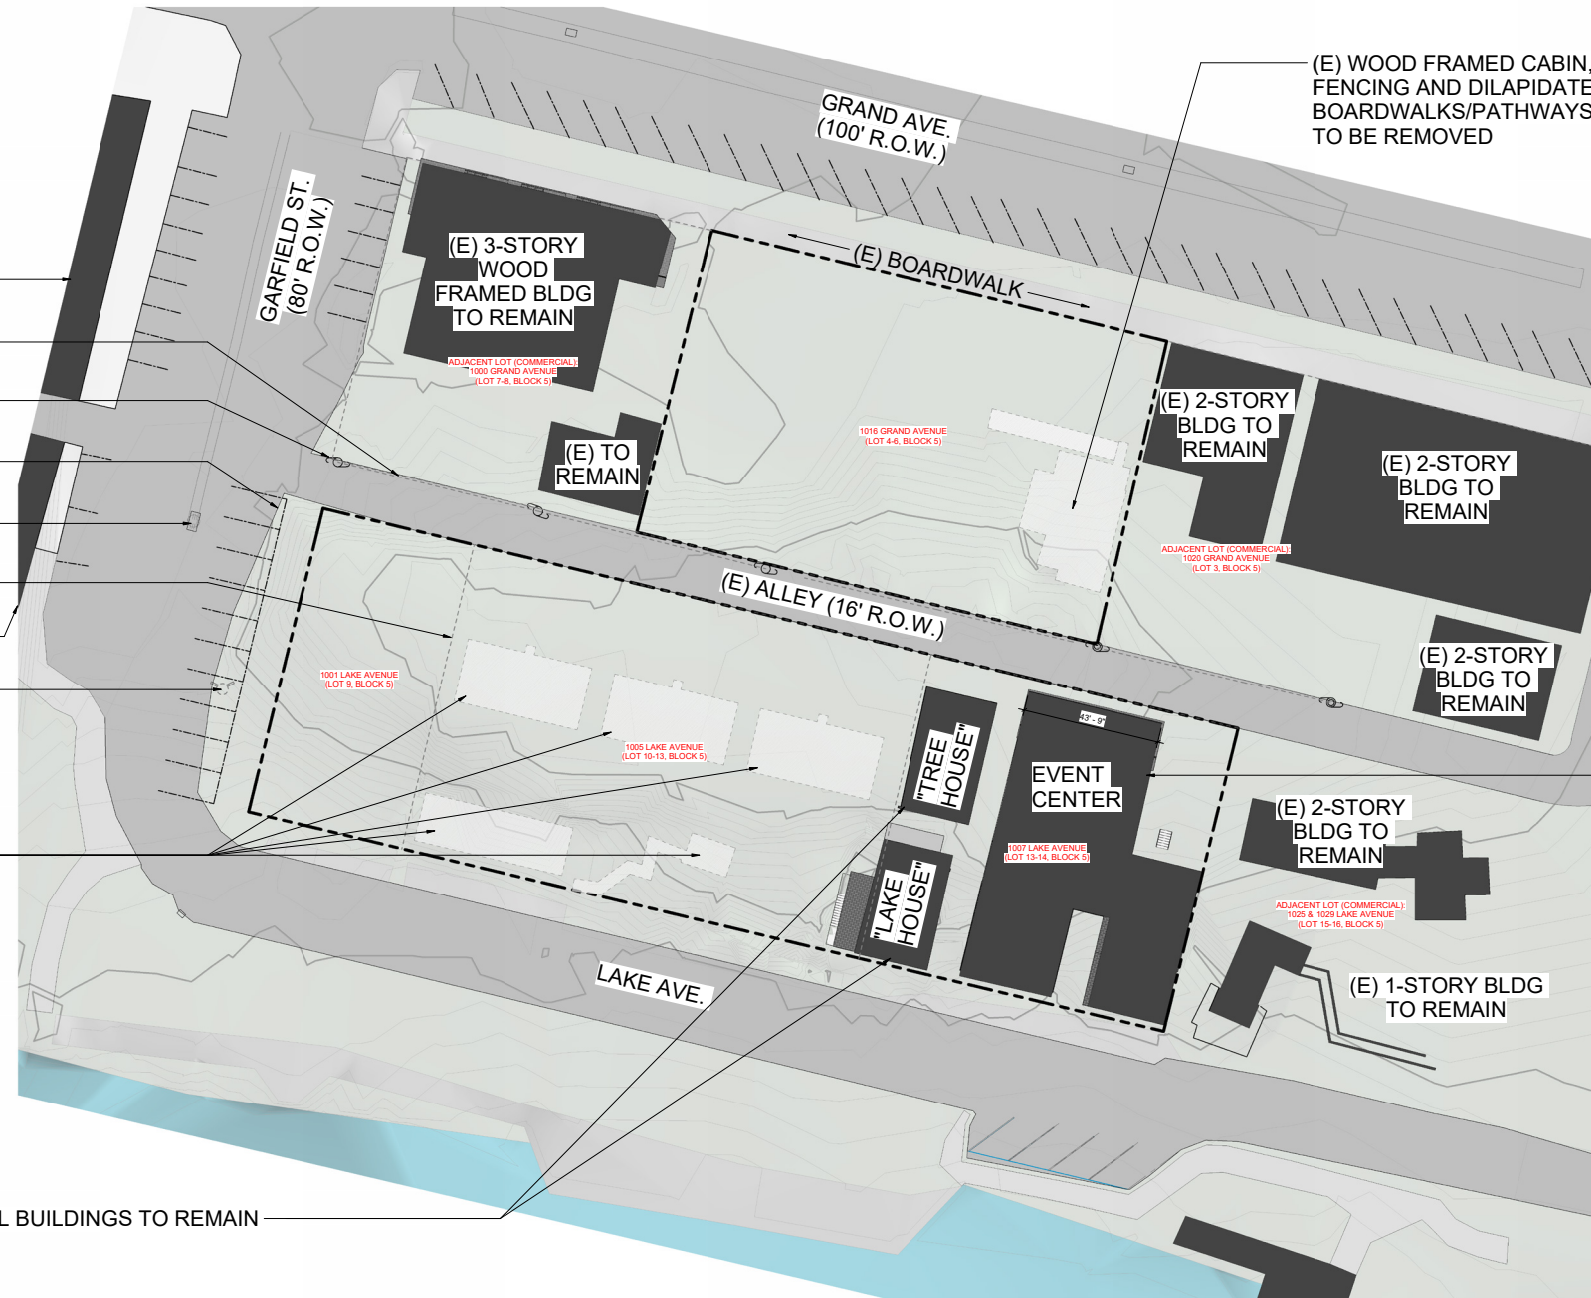 (E) WOOD FRAMED CABIN,
FENCING AND DILAPIDATE
BOARDWALKS/PATHWAYS
TO BE REMOVED
GRAND AVE.
(100' R.O.W.)
GARFIELD ST.
(80' R.O.W.)
(E) 3-STORY
WOOD
FRAMED BLDG
TO REMAIN
ADJACENT LOT (COMMERCIAL):
1000 GRAND AVENUE
(LOT 7-8, BLOCK 5)
(E) BOARDWALK
(E) TO
REMAIN
1016 GRAND AVENUE
(LOT 4-6, BLOCK 5)
(E) 2-STORY
BLDG TO
REMAIN
(E) 2-STORY
BLDG TO
REMAIN
ADJACENT LOT (COMMERCIAL):
1020 GRAND AVENUE
(LOT 3, BLOCK 5)
(E) ALLEY (16' R.O.W.)
(E) 2-STORY
BLDG TO
REMAIN
1001 LAKE AVENUE
(LOT 9, BLOCK 5)
1005 LAKE AVENUE
(LOT 10-13, BLOCK 5)
"TREE
HOUSE"
43' - 9"
EVENT
CENTER
1007 LAKE AVENUE
(LOT 13-14, BLOCK 5)
(E) 2-STORY
BLDG TO
REMAIN
"LAKE
HOUSE"
ADJACENT LOT (COMMERCIAL):
1025 & 1029 LAKE AVENUE
(LOT 15-16, BLOCK 5)
LAKE AVE.
(E) 1-STORY BLDG
TO REMAIN
L BUILDINGS TO REMAIN